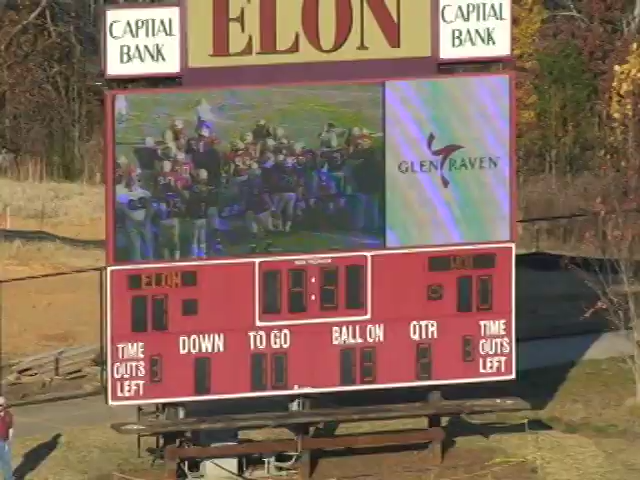 ELON
CAPITAL
BANK
CAPITAL
BANK
GLEN RAVEN
ELON
DOWN
TO GO
BALL ON
QTR
TIME
OUTS
LEFT
TIME
OUTS
LEFT